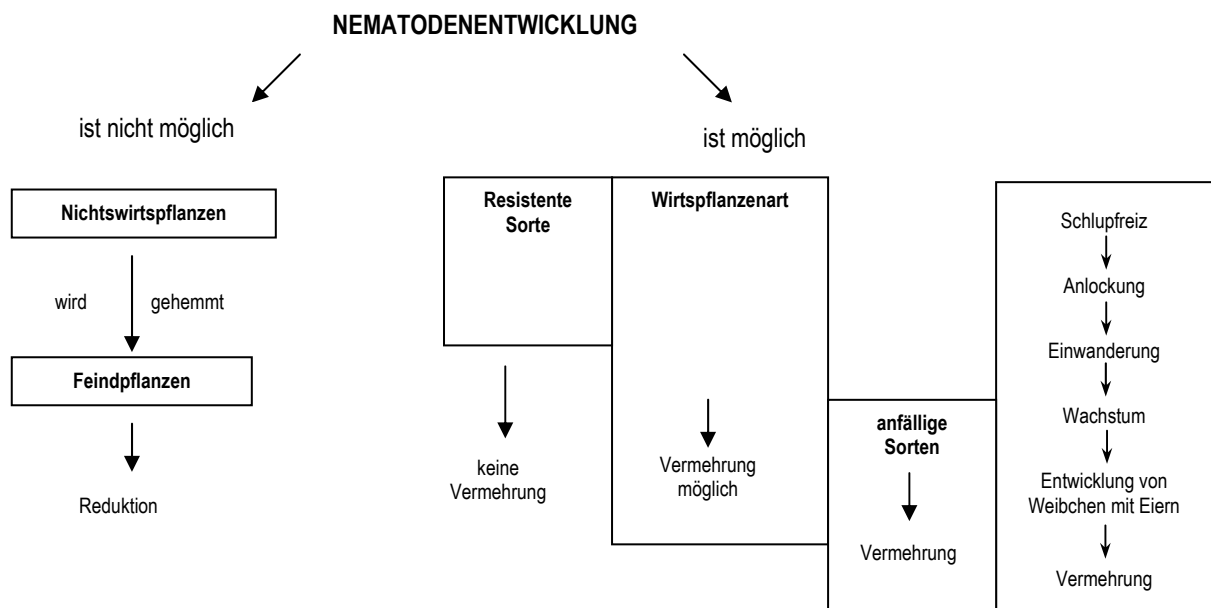 NEMATODENENTWICKLUNG
ist nicht möglich
ist möglich
Nichtswirtspflanzen
wird gehemmt
Feindpflanzen
Reduktion
Resistente
Sorte
keine
Vermehrung
Wirtspflanzenart
Vermehrung
möglich
anfällige
Sorten
Vermehrung
Schlupfreiz
Anlockung
Einwanderung
Wachstum
Entwicklung von
Weibchen mit Eiern
Vermehrung